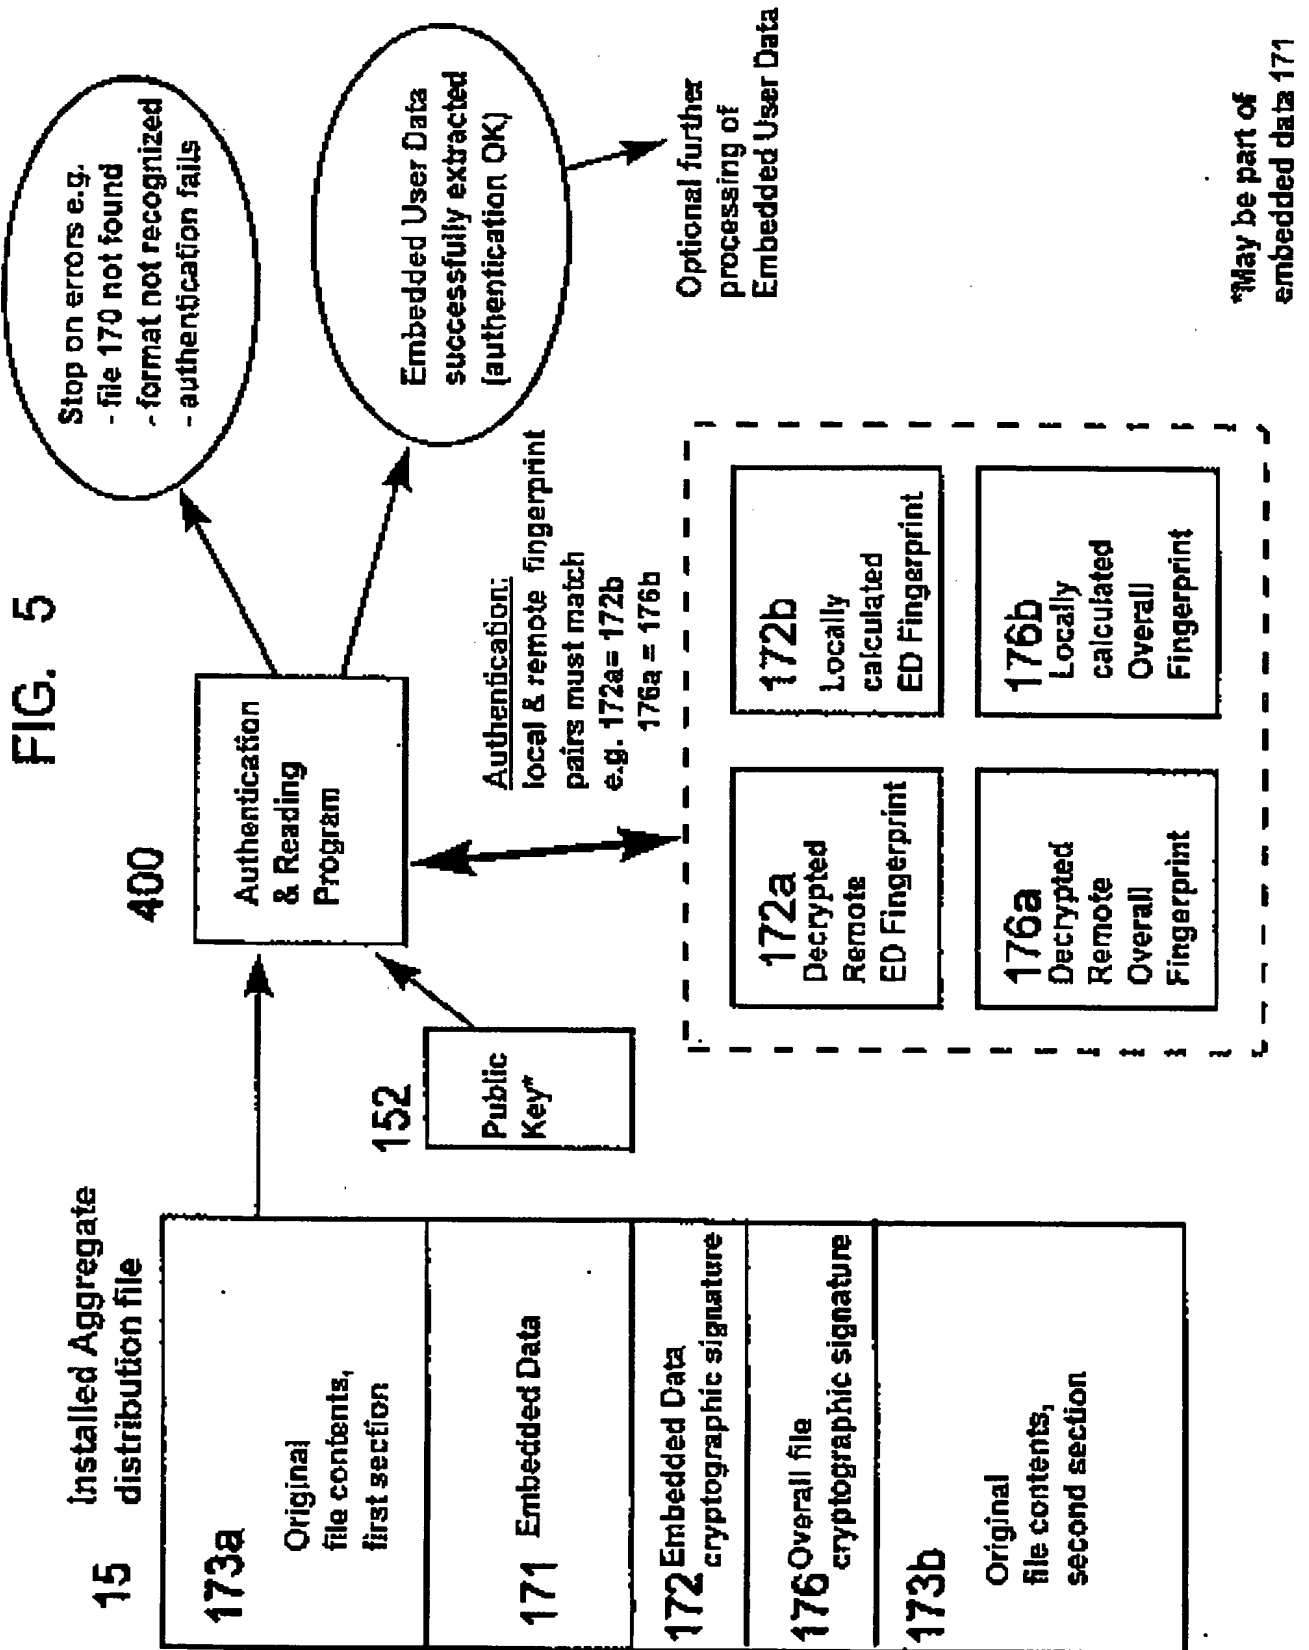 FIG. 5
15
Installed Aggregate
distribution file
173a
Original
file contents,
first section
171
Embedded Data
172
Embedded Data
cryptographic signature
176
Overall file
cryptographic signature
173b
Original
file contents,
second section
152
Public
Key*
400
Authentication
& Reading
Program
Stop on errors e.g.
- file 170 not found
- format not recognized
- authentication fails
Embedded User Data
successfully extracted
(authentication OK)
Optional further
processing of
Embedded User Data
Authentication:
local & remote fingerprint
pairs must match
e.g. 172a= 172b
176a = 176b
172a
Decrypted
Remote
ED Fingerprint
172b
Locally
calculated
ED Fingerprint
176a
Decrypted
Remote
Overall
Fingerprint
176b
Locally
calculated
Overall
Fingerprint
*May be part of
embedded data 171